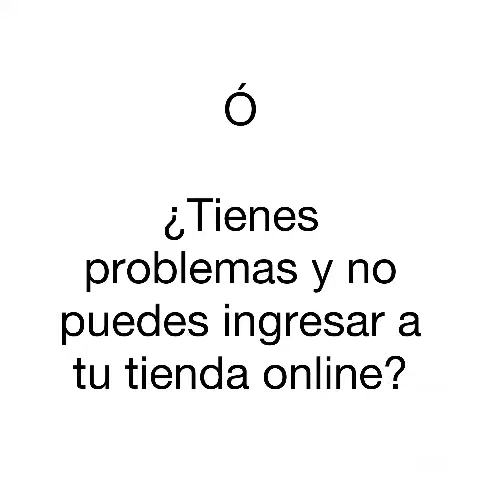 Ó
¿Tienes
problemas y no
puedes ingresar a
tu tienda online?